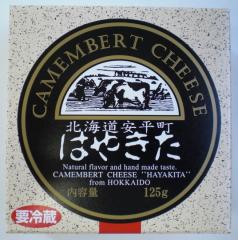 CAMEMBERT CHEESE
北海道安平町
はやきた
Natural flavor and hand made taste.
CAMEMBERT CHEESE "HAYAKITA"
from HOKKAIDO
内容量 125g
要冷蔵